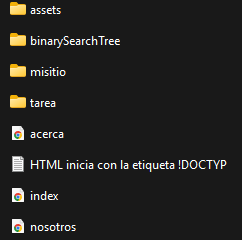 assets
binarySearchTree
misitio
tarea
acerca
HTML inicia con la etiqueta !DOCTYP
index
nosotros